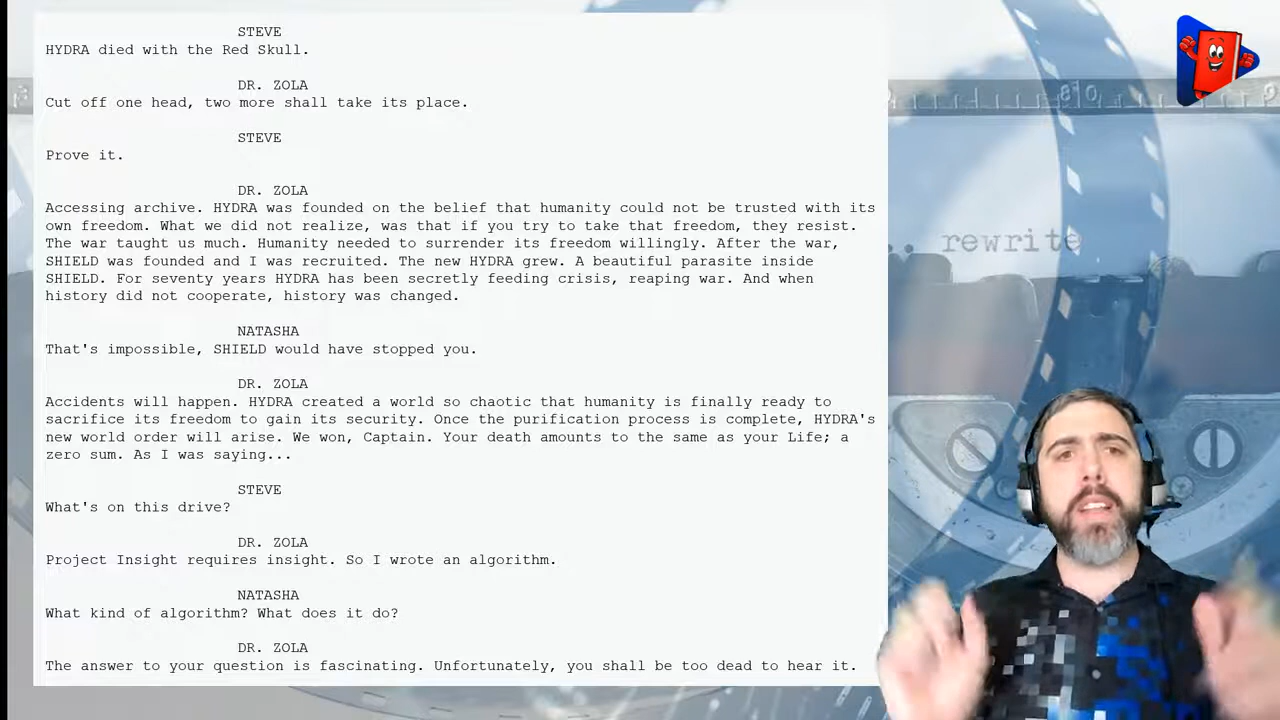 STEVE
HYDRA died with the Red Skull.
DR. ZOLA
Cut off one head, two more shall take its place.
STEVE
Prove it.
DR. ZOLA
Accessing archive. HYDRA was founded on the belief that humanity could not be trusted with its
own freedom. What we did not realize, was that if you try to take that freedom, they resist.
The war taught us much. Humanity needed to surrender its freedom willingly. After the war,
SHIELD was founded and I was recruited. The new HYDRA grew. A beautiful parasite inside
SHIELD. For seventy years HYDRA has been secretly feeding crisis, reaping war. And when
history did not cooperate, history was changed.
NATASHA
That's impossible, SHIELD would have stopped you.
DR. ZOLA
Accidents will happen. HYDRA created a world so chaotic that humanity is finally ready to
sacrifice its freedom to gain its security. Once the purification process is complete, HYDRA's
new world order will arise. We won, Captain. Your death amounts to the same as your Life; a
zero sum. As I was saying...
STEVE
What's on this drive?
DR. ZOLA
Project Insight requires insight. So I wrote an algorithm.
NATASHA
What kind of algorithm? What does it do?
DR. ZOLA
The answer to your question is fascinating. Unfortunately, you shall be too dead to hear it.
.. rewrite